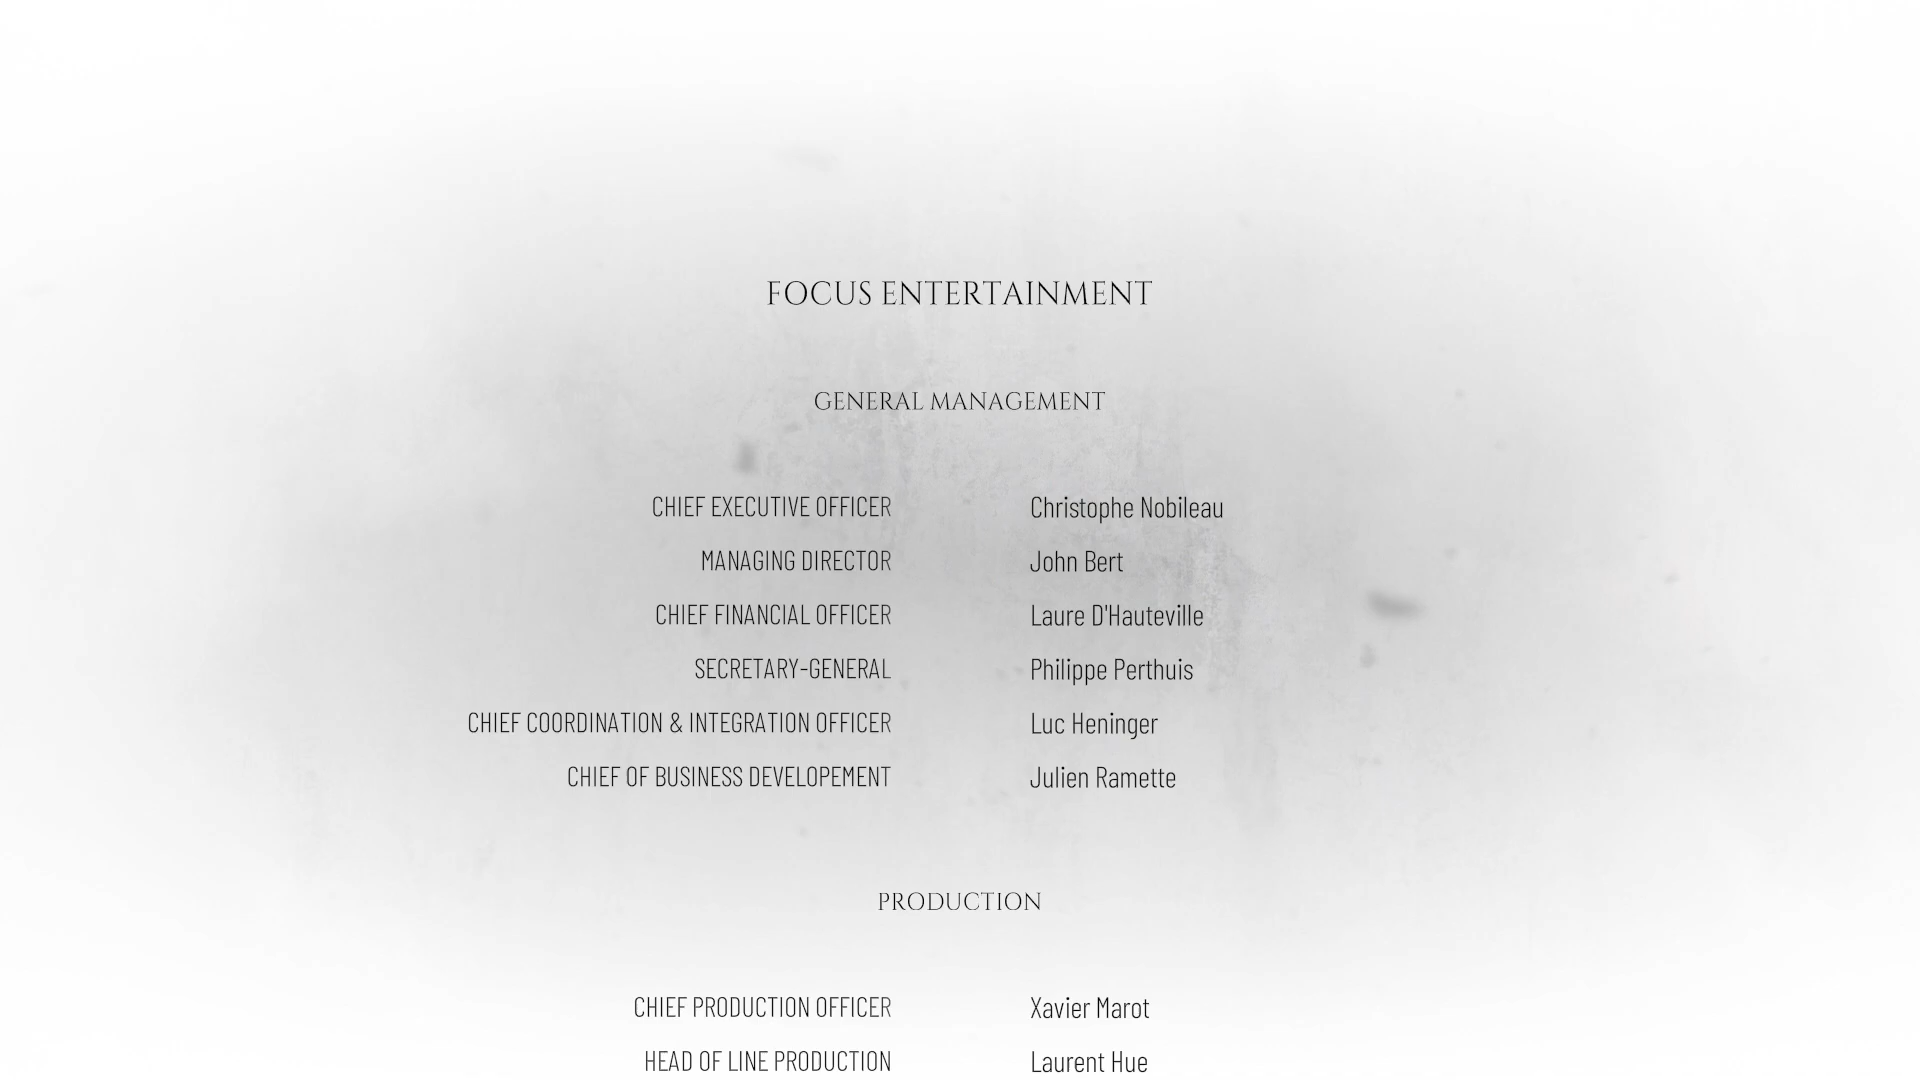 FOCUS ENTERTAINMENT
GENERAL MANAGEMENT
CHIEF EXECUTIVE OFFICER Christophe Nobileau
MANAGING DIRECTOR John Bert
CHIEF FINANCIAL OFFICER Laure D'Hauteville
SECRETARY-GENERAL Philippe Perthuis
CHIEF COORDINATION & INTEGRATION OFFICER Luc Heninger
CHIEF OF BUSINESS DEVELOPEMENT Julien Ramette
PRODUCTION
CHIEF PRODUCTION OFFICER Xavier Marot
HEAD OF LINE PRODUCTION Laurent Hue